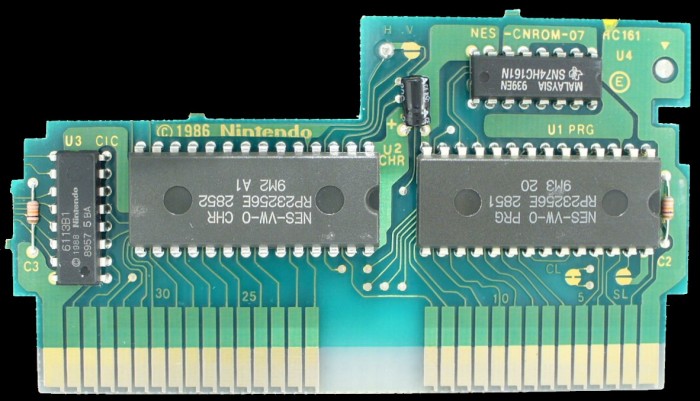 H V
NES-CNROM-07
HC161
U4
MALAYSIA 939EN
SN74HC161N
E
©1986 Nintendo
+
U1 PRG
U3 CIC
U2
CHR
6113B1
© 1986 Nintendo
8957 5 BA
NES-VW-0 CHR
RP23256E 2852
9M2 A1
NES-VW-0 PRG
RP23256E 2851
9M3 20
C3
C2
CL
SL
30
25
10
5